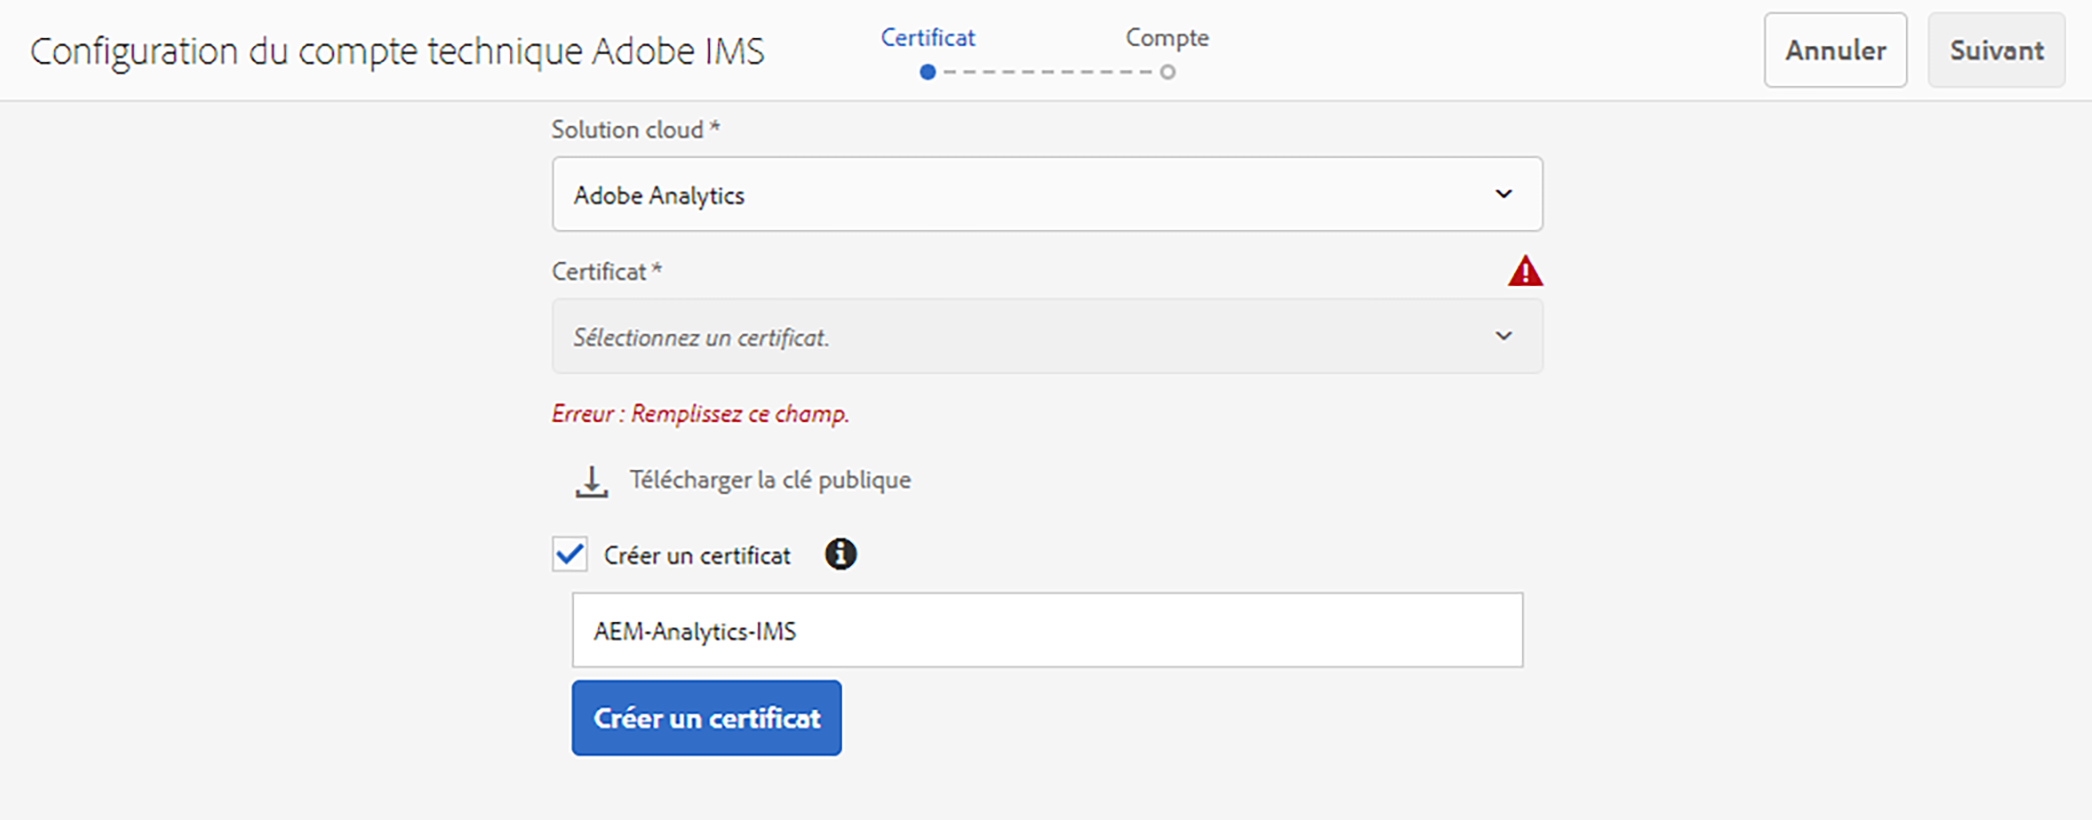 Configuration du compte technique Adobe IMS
Certificat
Compte
Annuler
Suivant
Solution cloud *
Adobe Analytics
Certificat *
Sélectionnez un certificat.
Erreur : Remplissez ce champ.
Télécharger la clé publique
Créer un certificat
AEM-Analytics-IMS
Créer un certificat